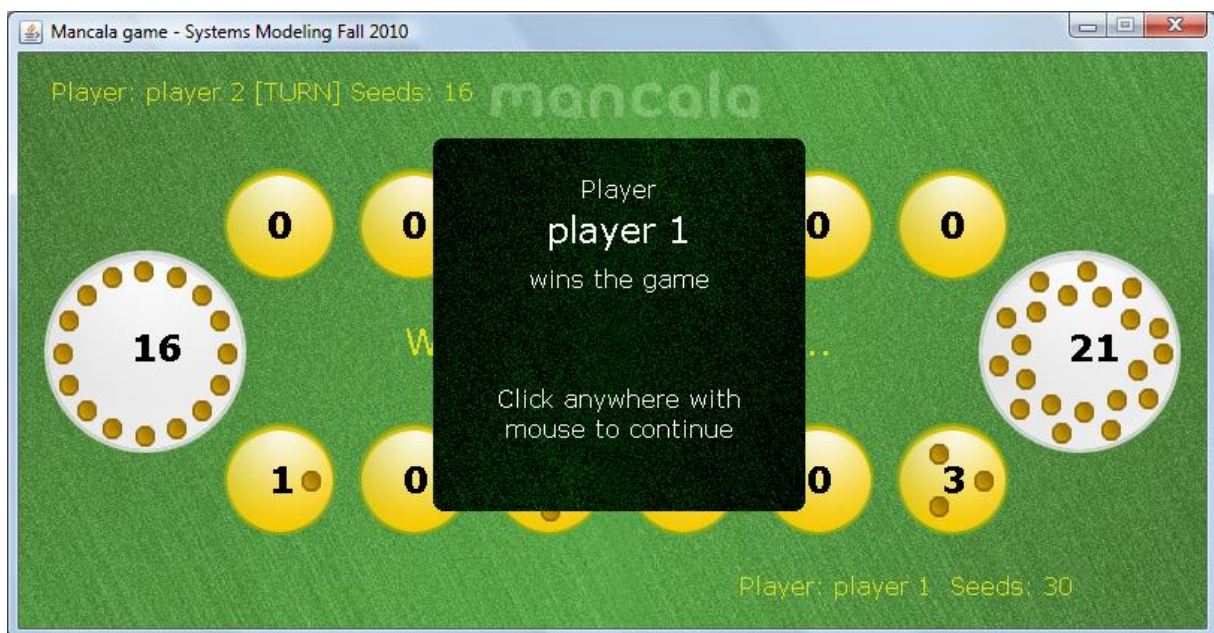 Mancala game - Systems Modeling Fall 2010
Player: player 2 [TURN] Seeds: 16
mancala
Player
player 1
wins the game
Click anywhere with
mouse to continue
0
0
0
0
16
W
..
21
1
0
0
3
Player: player 1 Seeds: 30